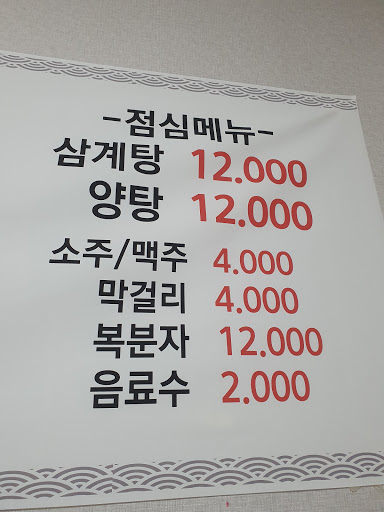 -점심메뉴-
삼계탕 12.000
양탕 12.000
소주/맥주 4.000
막걸리 4.000
복분자 12.000
음료수 2.000